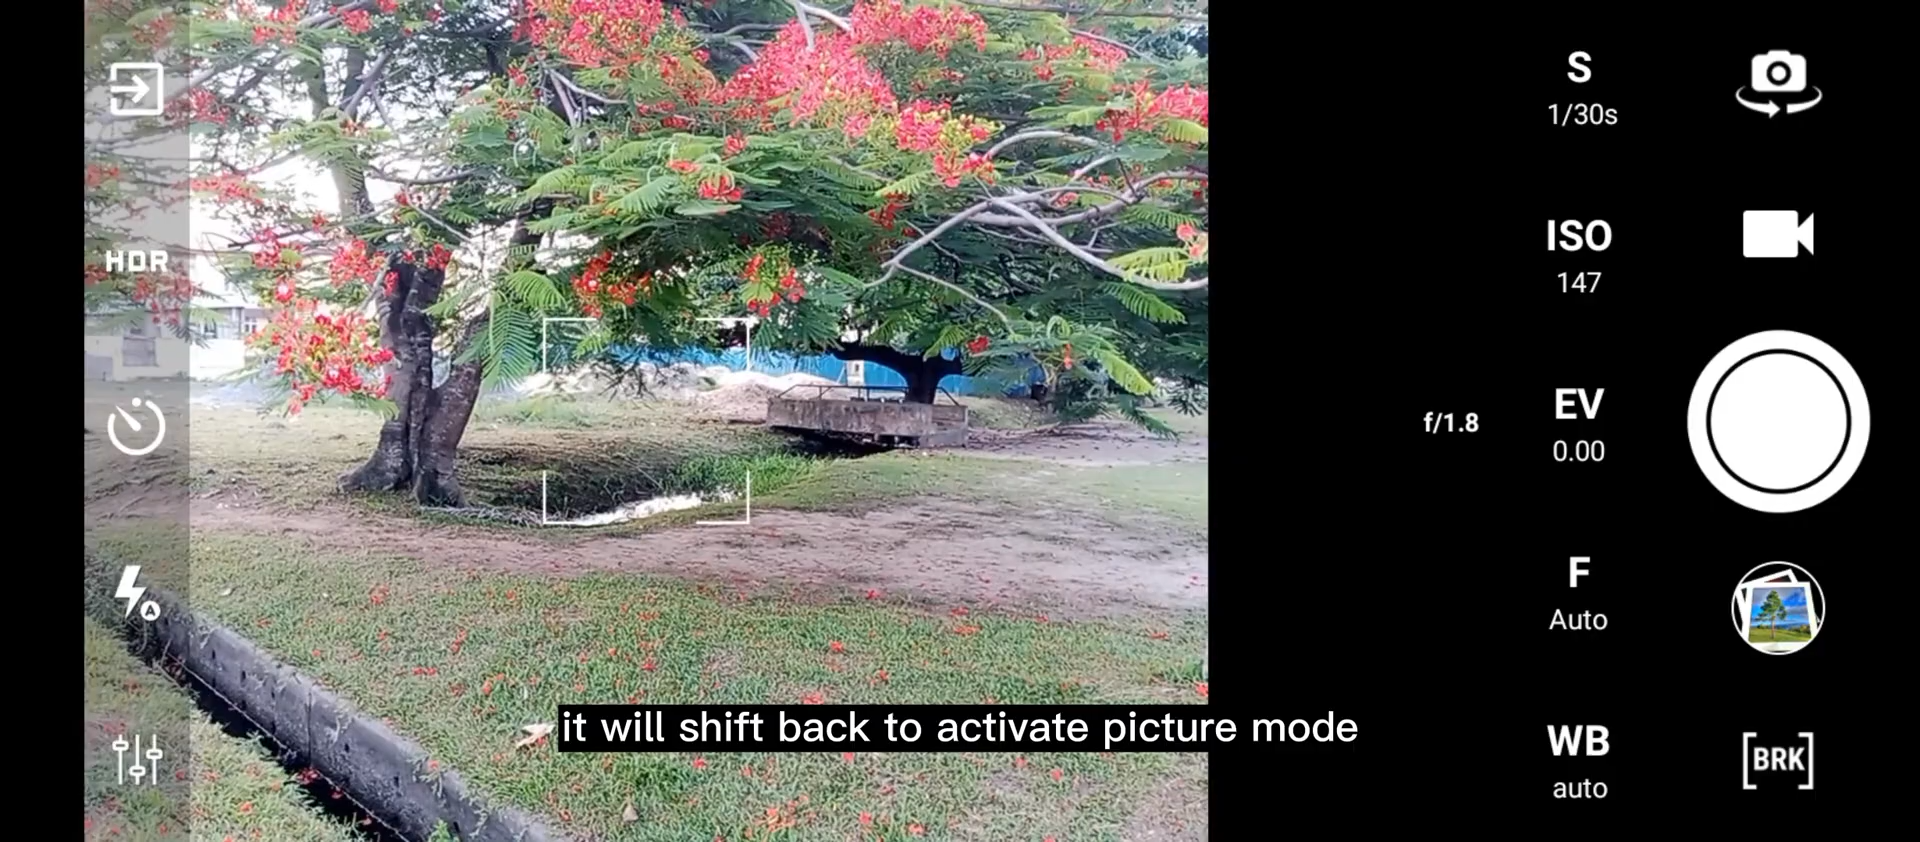 HDR
A
it will shift back to activate picture mode
f/1.8
S
1/30s
ISO
147
EV
0.00
F
Auto
WB
auto
BRK